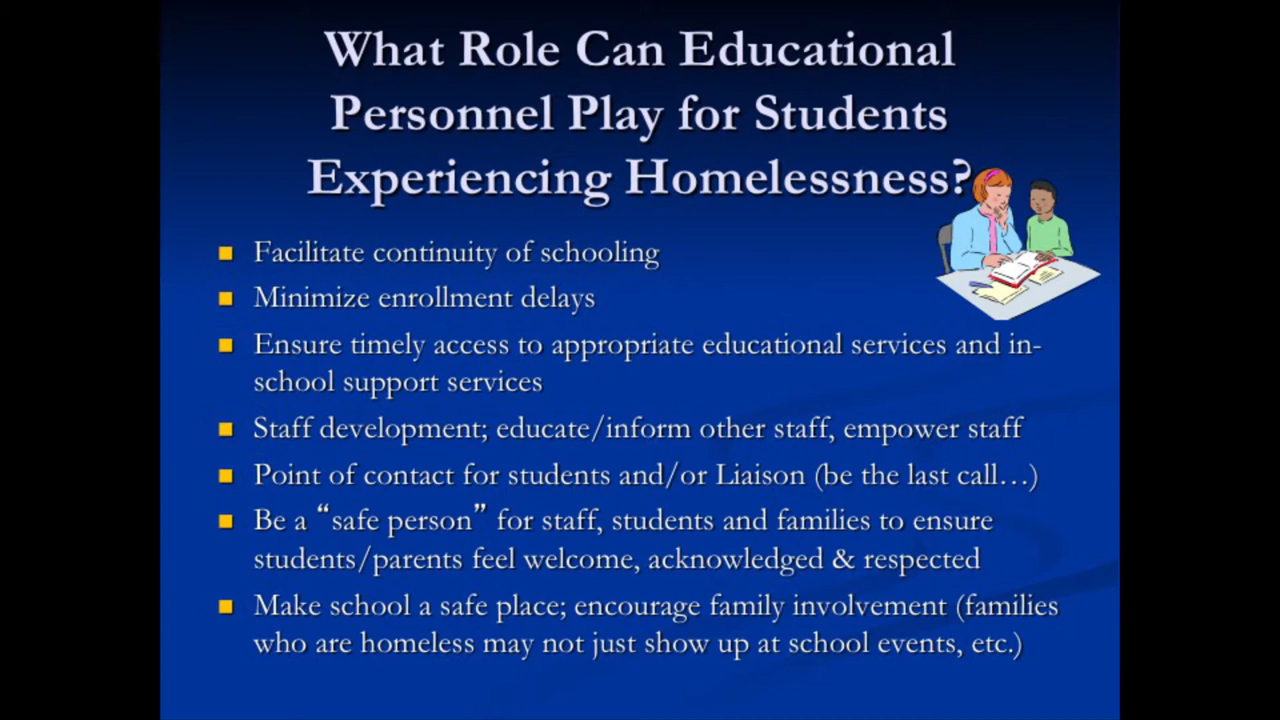 What Role Can Educational
Personnel Play for Students
Experiencing Homelessness?
Facilitate continuity of schooling
Minimize enrollment delays
Ensure timely access to appropriate educational services and in-
school support services
Staff development; educate/inform other staff, empower staff
Point of contact for students and/or Liaison (be the last call…)
Be a “safe person” for staff, students and families to ensure
students/parents feel welcome, acknowledged & respected
Make school a safe place; encourage family involvement (families
who are homeless may not just show up at school events, etc.)